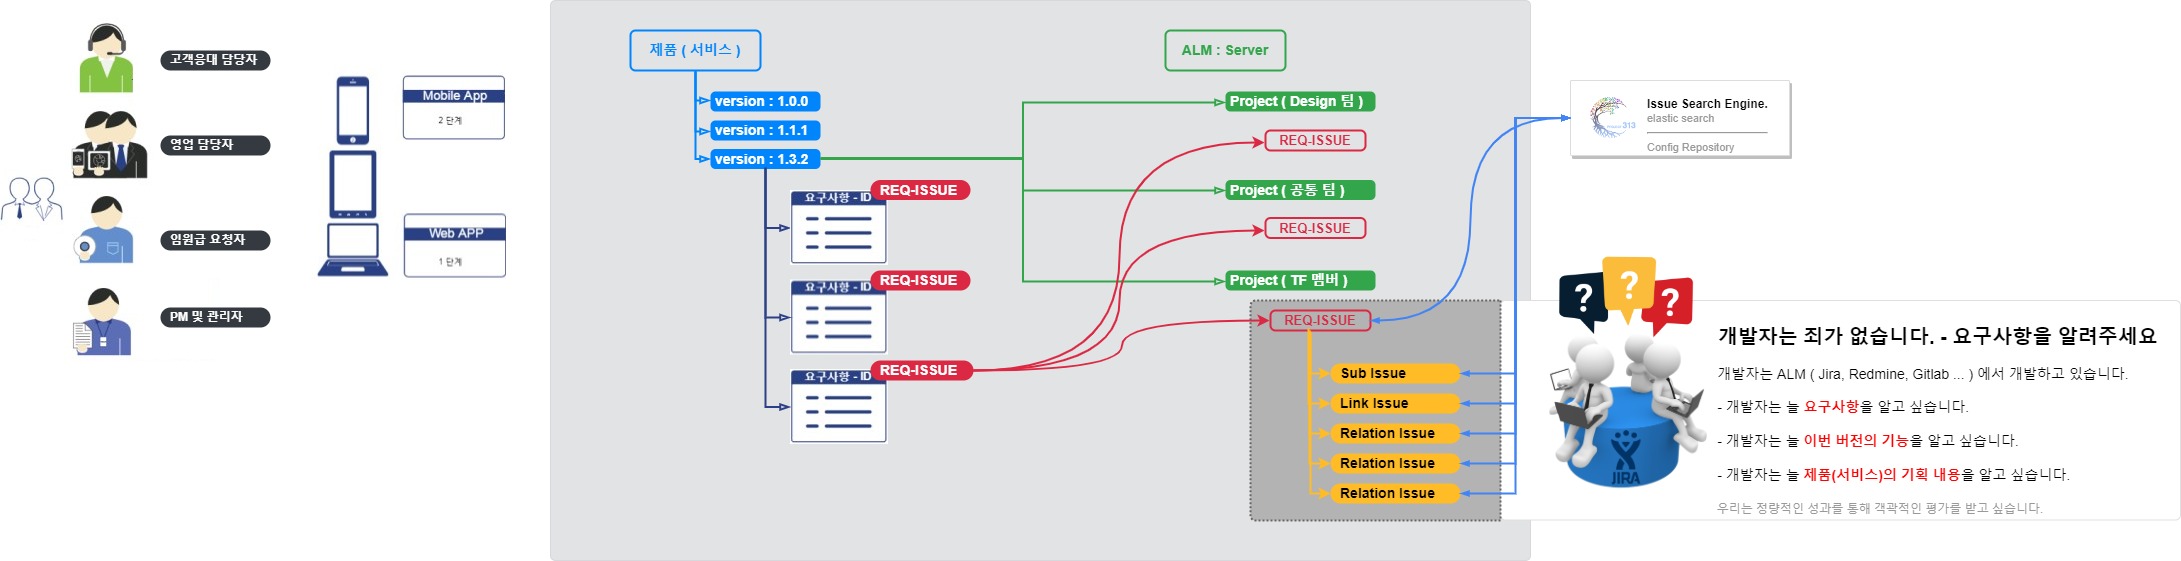 고객응대 담당자
영업 담당자
임원급 요청자
PM 및 관리자
Mobile App
2 단계
Web APP
1 단계
제품 ( 서비스 )
version : 1.0.0
version : 1.1.1
version : 1.3.2
요구사항 - ID
REQ-ISSUE
요구사항 - ID
REQ-ISSUE
요구사항 - ID
REQ-ISSUE
ALM : Server
Project ( Design 팀 )
REQ-ISSUE
Project ( 공통 팀 )
REQ-ISSUE
Project ( TF 멤버 )
REQ-ISSUE
Sub Issue
Link Issue
Relation Issue
Relation Issue
Relation Issue
313
Issue Search Engine.
elastic search
Config Repository
? ? ?
JIRA
개발자는 죄가 없습니다. - 요구사항을 알려주세요
개발자는 ALM ( Jira, Redmine, Gitlab ... ) 에서 개발하고 있습니다.
- 개발자는 늘 요구사항을 알고 싶습니다.
- 개발자는 늘 이번 버전의 기능을 알고 싶습니다.
- 개발자는 늘 제품(서비스)의 기획 내용을 알고 싶습니다.
우리는 정량적인 성과를 통해 객곽적인 평가를 받고 싶습니다.